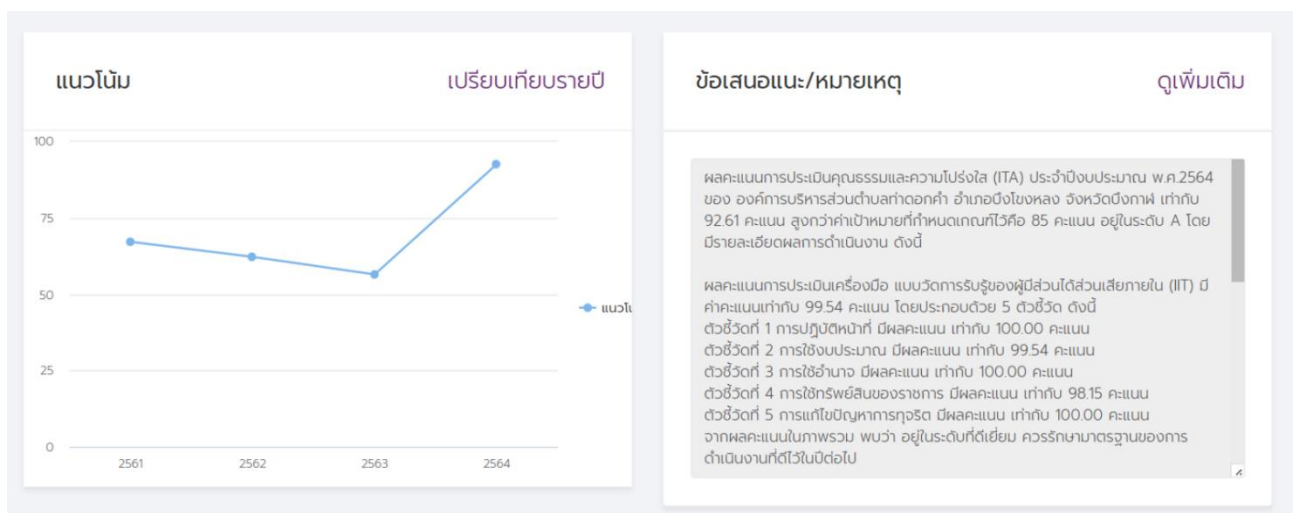 แนวโน้ม
เปรียบเทียบรายปี
100
75
50
25
0
2561
2562
2563
2564
ข้อเสนอแนะ/หมายเหตุ
ดูเพิ่มเติม
ผลคะแนนการประเมินคุณธรรมและความโปร่งใส (ITA) ประจำปีงบประมาณ พ.ศ.2564
ของ องค์การบริหารส่วนตำบลท่าดอกคำ อำเภอบึงโขงหลง จังหวัดบึงกาฬ เท่ากับ
92.61 คะแนน สูงกว่าค่าเป้าหมายที่กำหนดเกณฑ์ไว้คือ 85 คะแนน อยู่ในระดับ A โดย
มีรายละเอียดผลการดำเนินงาน ดังนี้
ผลคะแนนการประเมินเครื่องมือ แบบวัดการรับรู้ของผู้มีส่วนได้ส่วนเสียภายใน (IIT) มี
ค่าคะแนนเท่ากับ 99.54 คะแนน โดยประกอบด้วย 5 ตัวชี้วัด ดังนี้
ตัวชี้วัดที่ 1 การปฏิบัติหน้าที่ มีผลคะแนน เท่ากับ 100.00 คะแนน
ตัวชี้วัดที่ 2 การใช้งบประมาณ มีผลคะแนน เท่ากับ 99.54 คะแนน
ตัวชี้วัดที่ 3 การใช้อำนาจ มีผลคะแนน เท่ากับ 100.00 คะแนน
ตัวชี้วัดที่ 4 การใช้ทรัพย์สินของราชการ มีผลคะแนน เท่ากับ 98.15 คะแนน
ตัวชี้วัดที่ 5 การแก้ไขปัญหาการทุจริต มีผลคะแนน เท่ากับ 100.00 คะแนน
จากผลคะแนนในภาพรวม พบว่า อยู่ในระดับที่ดีเยี่ยม ควรรักษามาตรฐานของการ
ดำเนินงานที่ดีไว้ในปีต่อไป